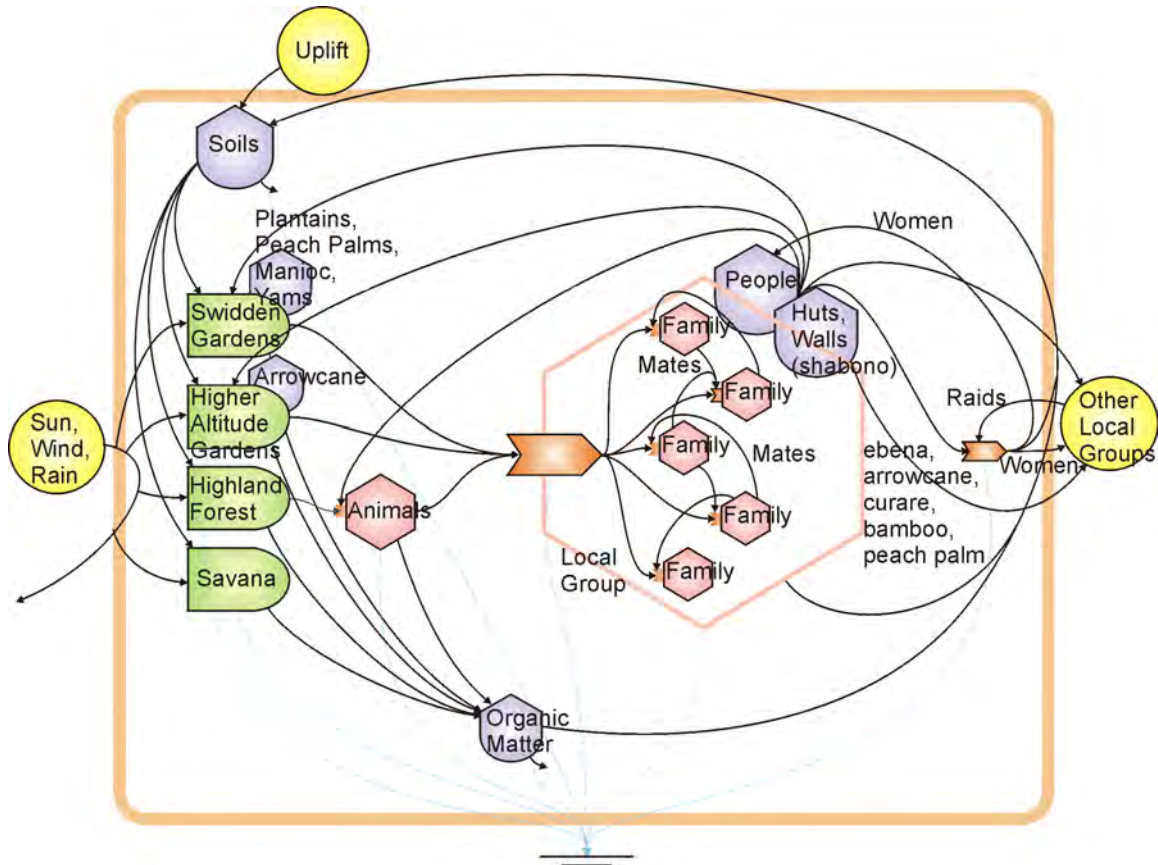 Uplift
Soils
Plantains,
Peach Palms,
Manioc,
Yams
Swidden
Gardens
Arrowcane
Higher
Altitude
Gardens
Sun,
Wind,
Rain
Highland
Forest
Animals
Savana
Organic
Matter
Local
Group
Family
Mates
Family
Family
Mates
Family
Family
People
Huts,
Walls
(shabono)
Women
Raids
Women
Other
Local
Groups
ebena,
arrowcane,
curare,
bamboo,
peach palm